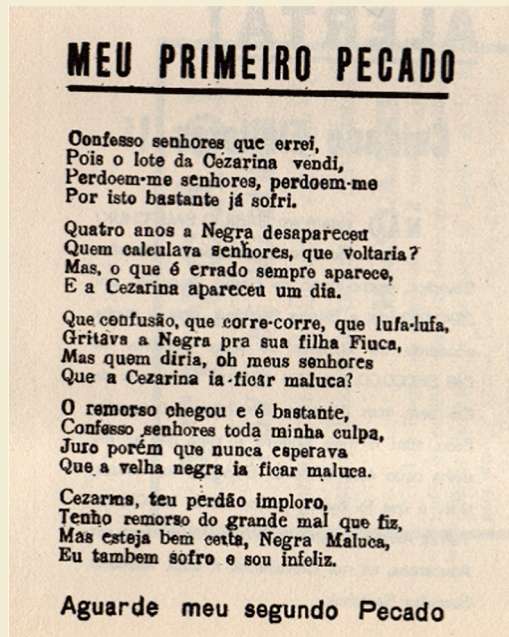 MEU PRIMEIRO PECADO
Confesso senhores que errei,
Pois o lote da Cezarina vendi,
Perdoem-me senhores, perdoem-me
Por isto bastante já sofri.
Quatro anos a Negra desapareceu
Quem calculava senhores, que voltaria?
Mas, o que é errado sempre aparece,
E a Cezarina apareceu um dia.
Que confusão, que corre-corre, que lufa-lufa,
Gritava a Negra pra sua filha Fiuca,
Mas quem diria, oh meus senhores
Que a Cezarina ia ficar maluca?
O remorso chegou e é bastante,
Confesso senhores toda minha culpa,
Juro porém que nunca esperava
Que a velha negra ia ficar maluca.
Cezarina, teu perdão imploro,
Tenho remorso do grande mal que fiz,
Mas esteja bem certa, Negra Maluca,
Eu tambem sofro e sou infeliz.
Aguarde meu segundo Pecado